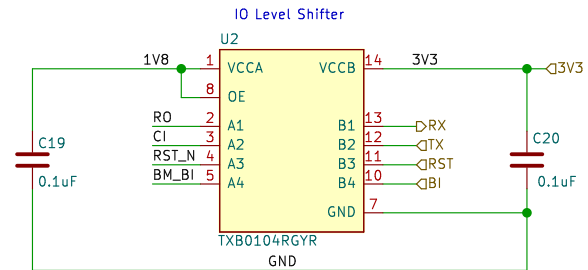 IO Level Shifter
U2
1V8 1 VCCA VCCB 14 3V3 3V3
8 OE
RO 2 A1 B1 13 RX
CI 3 A2 B2 12 TX
RST_N 4 A3 B3 11 RST
BM_BI 5 A4 B4 10 BI
C19 C20
0.1uF 0.1uF
GND 7
TXB0104RGYR
GND